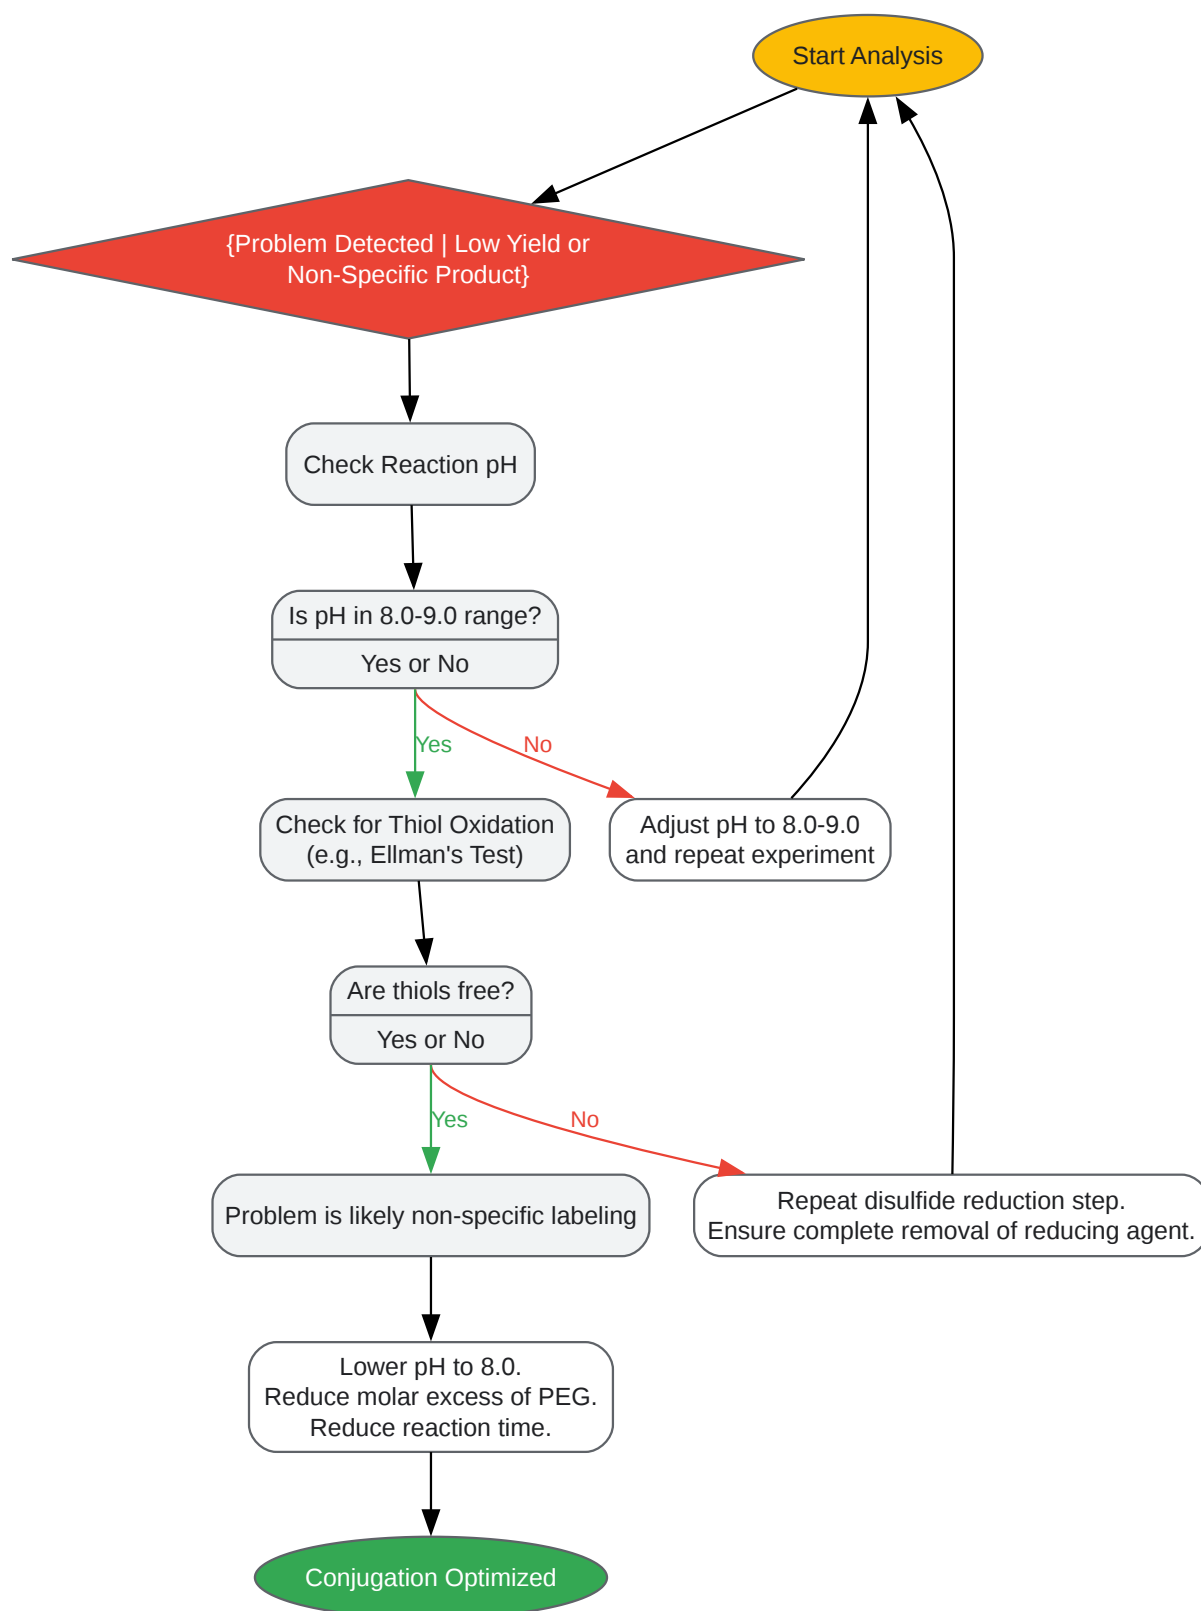 Start Analysis
{Problem Detected | Low Yield or
Non-Specific Product}
Check Reaction pH
Is pH in 8.0-9.0 range?
Yes or No
Yes
No
Check for Thiol Oxidation
(e.g., Ellman's Test)
Adjust pH to 8.0-9.0
and repeat experiment
Are thiols free?
Yes or No
Yes
No
Problem is likely non-specific labeling
Repeat disulfide reduction step.
Ensure complete removal of reducing agent.
Lower pH to 8.0.
Reduce molar excess of PEG.
Reduce reaction time.
Conjugation Optimized